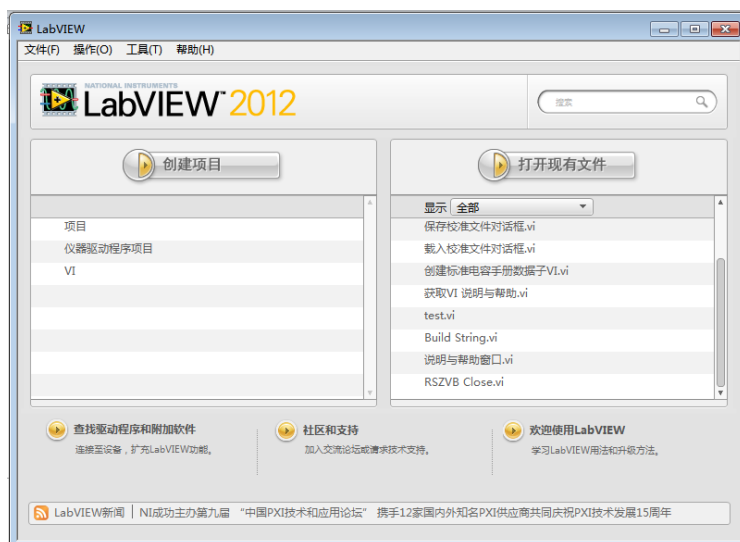 LabVIEW
文件(F) 操作(O) 工具(T) 帮助(H)
NATIONAL INSTRUMENTS
LabVIEW™ 2012
搜索
创建项目
项目
仪器驱动程序项目
VI
打开现有文件
显示 全部
保存校准文件对话框.vi
载入校准文件对话框.vi
创建标准电容手册数据子VI.vi
获取VI 说明与帮助.vi
test.vi
Build String.vi
说明与帮助窗口.vi
RSZVB Close.vi
查找驱动程序和附加软件
连接至设备，扩充LabVIEW功能。
社区和支持
加入交流论坛或请求技术支持。
欢迎使用LabVIEW
学习LabVIEW用法和升级方法。
LabVIEW新闻 | NI成功主办第九届 “中国PXI技术和应用论坛” 携手12家国内外知名PXI供应商共同庆祝PXI技术发展15周年